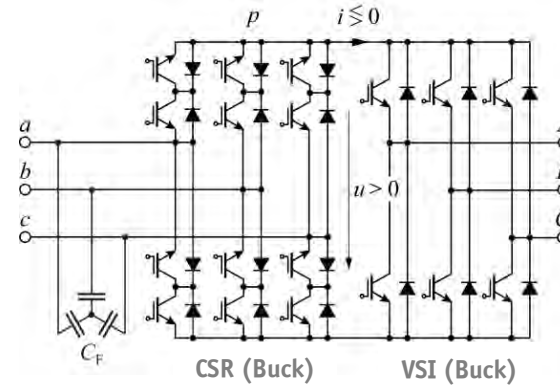 p
i ≶ 0
a
b
c
u > 0
C_F
CSR (Buck)
VSI (Buck)